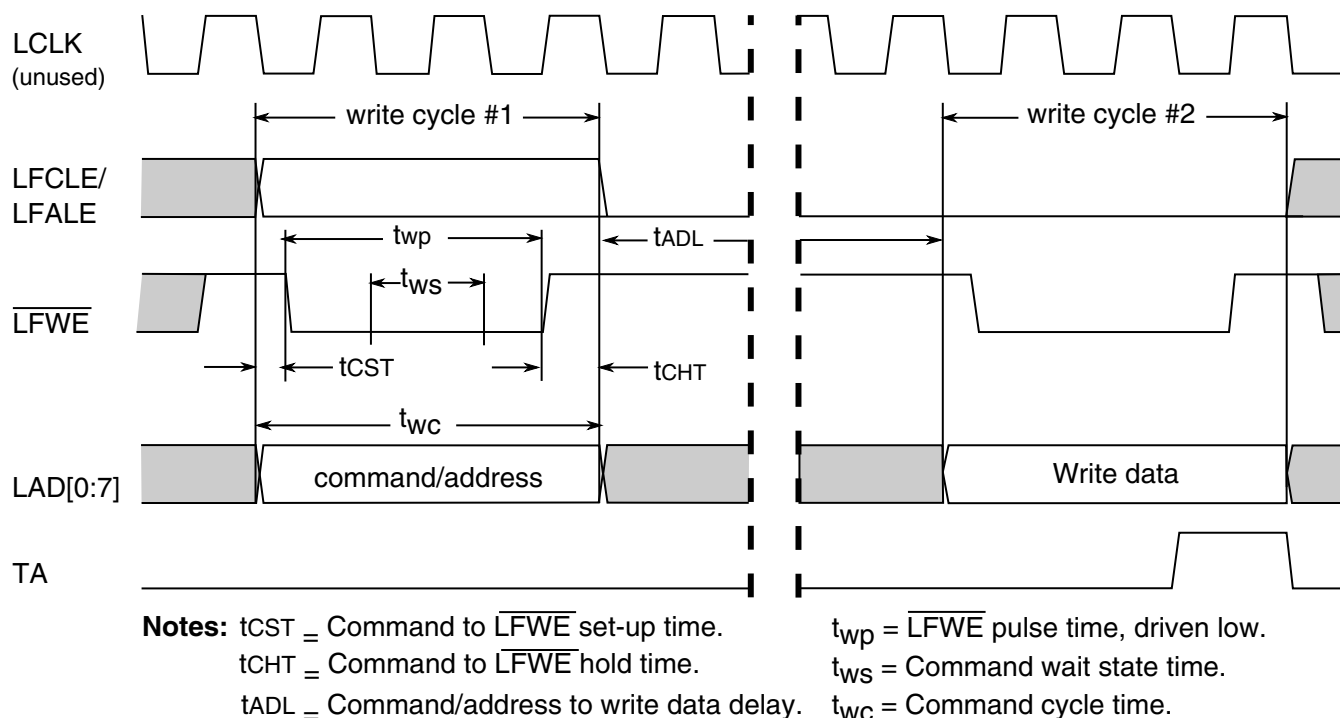 LCLK
(unused)
write cycle #1
write cycle #2
LFCLE/
LFALE
twp
tADL
tws
LFWE
tCST
tCHT
twc
LAD[0:7]
command/address
Write data
TA
Notes: tCST = Command to LFWE set-up time.
twp = LFWE pulse time, driven low.
tCHT = Command to LFWE hold time.
tws = Command wait state time.
tADL = Command/address to write data delay.
twc = Command cycle time.